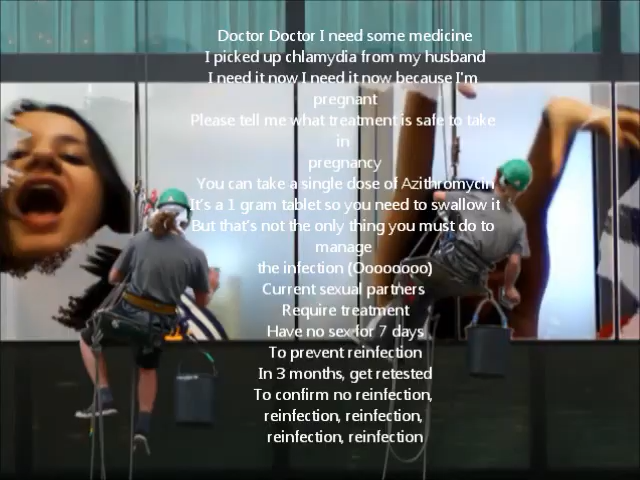 Doctor Doctor I need some medicine
I picked up chlamydia from my husband
I need it now I need it now because I'm
pregnant
Please tell me what treatment is safe to take
in
pregnancy
You can take a single dose of Azithromycin
It's a 1 gram tablet so you need to swallow it
But that's not the only thing you must do to
manage
the infection (Oooooooo)
Current sexual partners
Require treatment
Have no sex for 7 days
To prevent reinfection
In 3 months, get retested
To confirm no reinfection,
reinfection, reinfection,
reinfection, reinfection